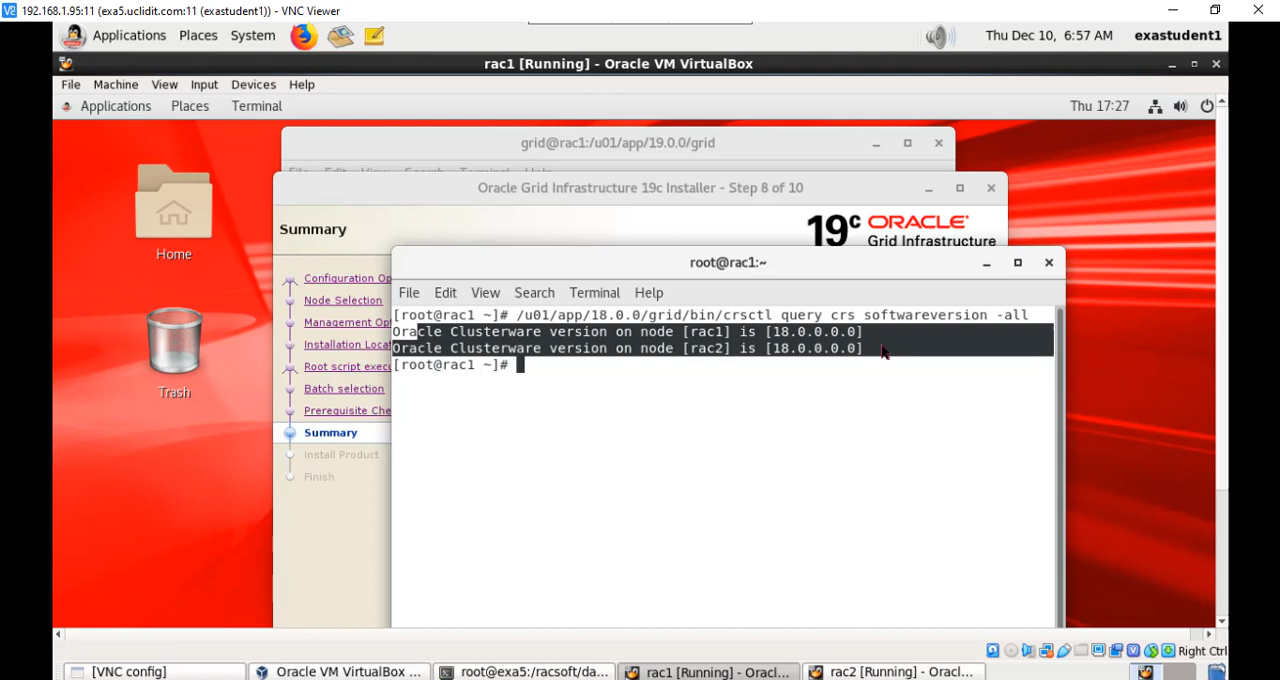 192.168.1.95:11 (exa5.uclidit.com:11 (exastudent1)) - VNC Viewer
Applications Places System Thu Dec 10, 6:57 AM exastudent1
rac1 [Running] - Oracle VM VirtualBox
File Machine View Input Devices Help
Applications Places Terminal Thu 17:27
grid@rac1:/u01/app/19.0.0/grid
Oracle Grid Infrastructure 19c Installer - Step 8 of 10
Summary
19c ORACLE
Grid Infrastructure
Home
Trash
Configuration Op
Node Selection
Management Opt
Installation Locat
Root script execu
Batch selection
Prerequisite Che
Summary
Install Product
Finish
root@rac1:~
File Edit View Search Terminal Help
[root@rac1 ~]# /u01/app/18.0.0/grid/bin/crsctl query crs softwareversion -all
Oracle Clusterware version on node [rac1] is [18.0.0.0.0]
Oracle Clusterware version on node [rac2] is [18.0.0.0.0]
[root@rac1 ~]#
Right Ctrl
[VNC config] Oracle VM VirtualBox ... root@exa5:/racsoft/da... rac1 [Running] - Oracl... rac2 [Running] - Oracl...